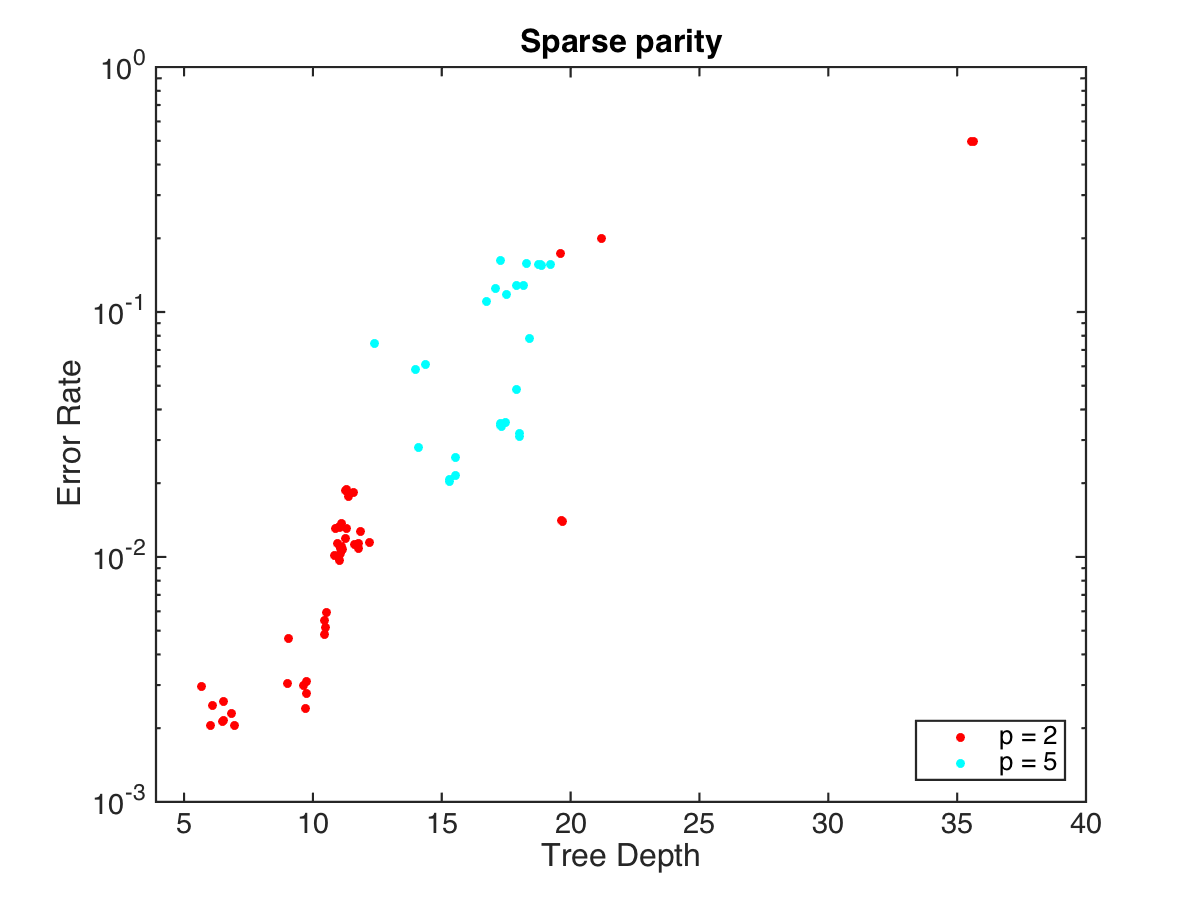 Sparse parity
10^0
10^-1
10^-2
10^-3
Error Rate
5 10 15 20 25 30 35 40
Tree Depth
p = 2
p = 5